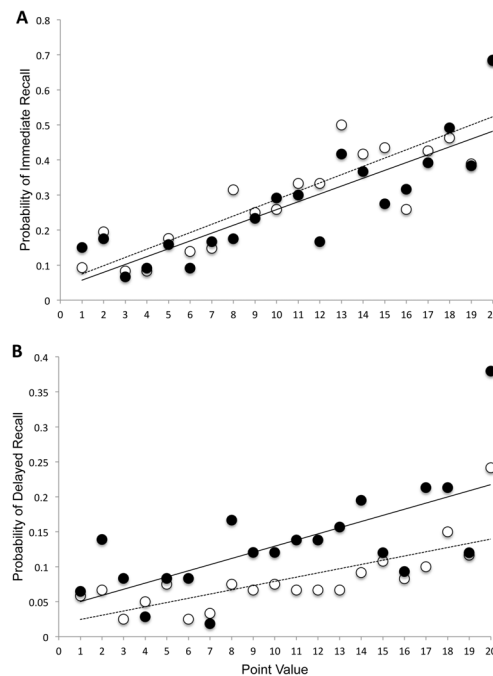 A
Probability of Immediate Recall
0.8
0.7
0.6
0.5
0.4
0.3
0.2
0.1
0
0 1 2 3 4 5 6 7 8 9 10 11 12 13 14 15 16 17 18 19 20
B
Probability of Delayed Recall
0.4
0.35
0.3
0.25
0.2
0.15
0.1
0.05
0
0 1 2 3 4 5 6 7 8 9 10 11 12 13 14 15 16 17 18 19 20
Point Value